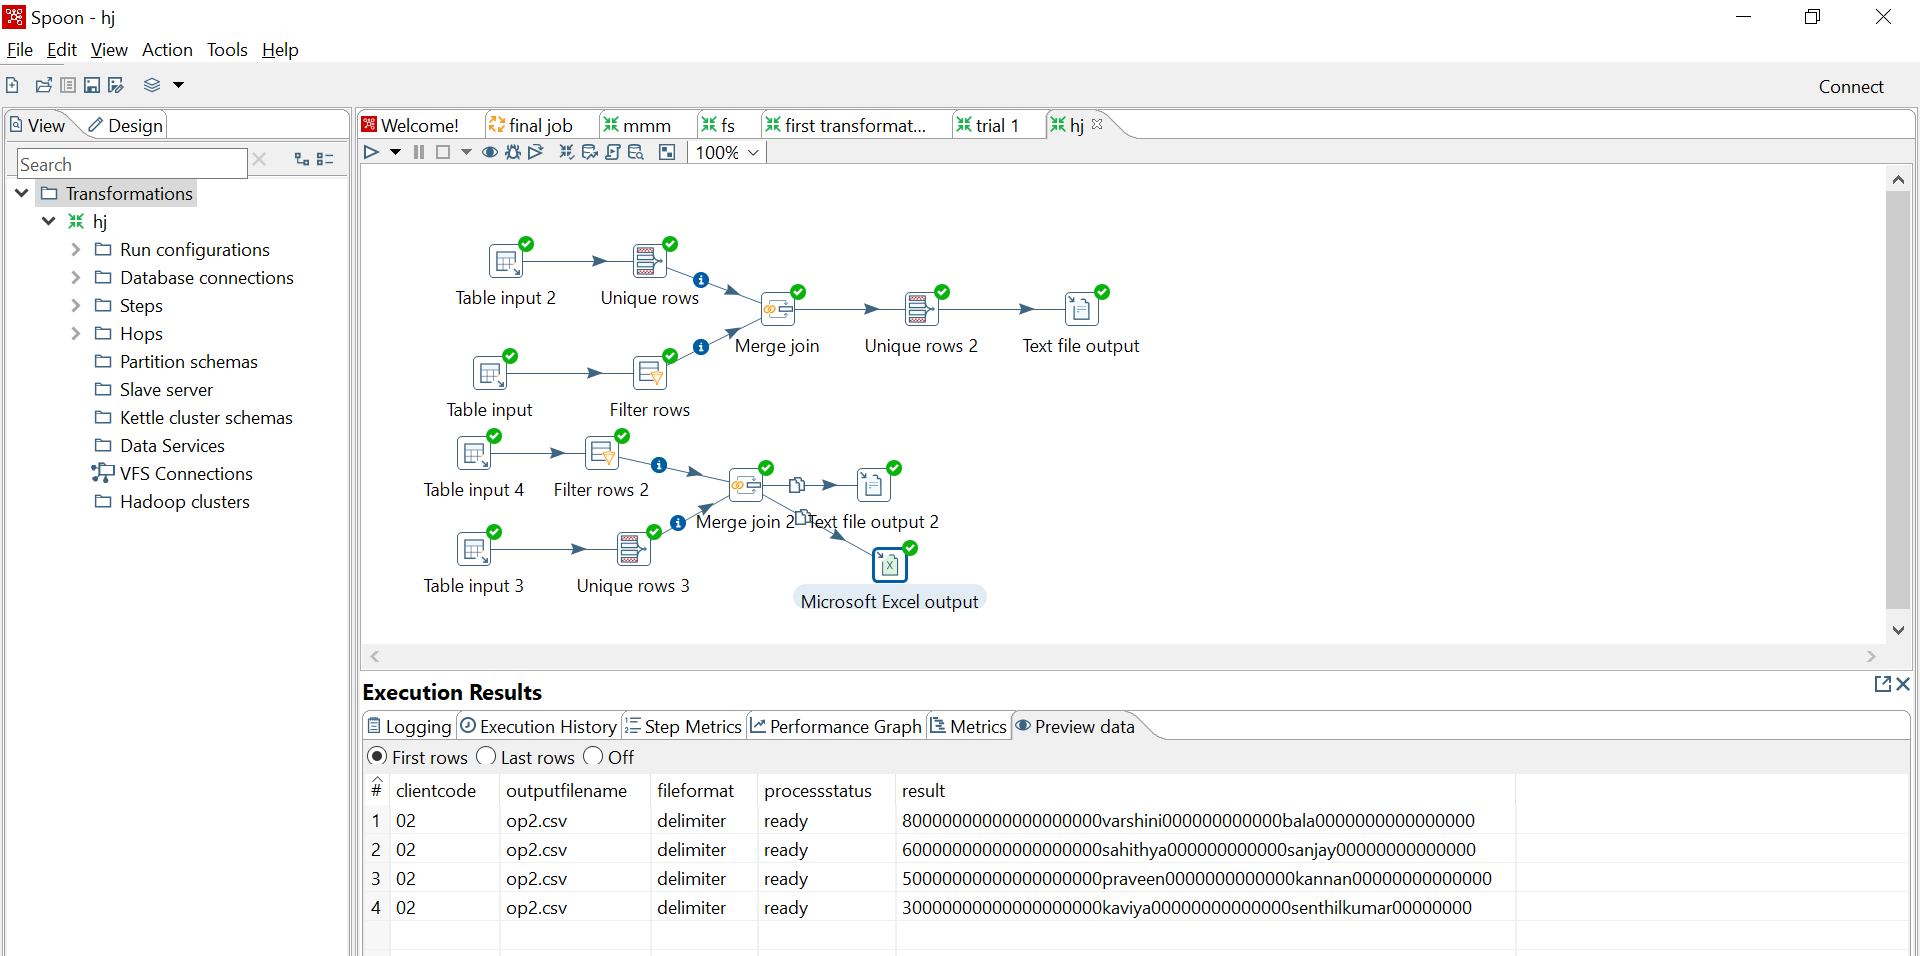 Spoon - hj
File Edit View Action Tools Help
Connect
View Design
Welcome! final job mmm fs first transformat... trial 1 hj
Search
100%
Transformations
hj
Run configurations
Database connections
Steps
Hops
Partition schemas
Slave server
Kettle cluster schemas
Data Services
VFS Connections
Hadoop clusters
Table input 2 Unique rows
Merge join Unique rows 2 Text file output
Table input Filter rows
Table input 4 Filter rows 2
Merge join 2 Text file output 2
Table input 3 Unique rows 3
Microsoft Excel output
Execution Results
Logging Execution History Step Metrics Performance Graph Metrics Preview data
First rows Last rows Off
# clientcode outputfilename fileformat processstatus result
1 02 op2.csv delimiter ready 80000000000000000000varshini000000000000bala0000000000000000
2 02 op2.csv delimiter ready 60000000000000000000sahithya000000000000sanjay00000000000000
3 02 op2.csv delimiter ready 50000000000000000000praveen0000000000000kannan00000000000000
4 02 op2.csv delimiter ready 30000000000000000000kaviya00000000000000senthilkumar00000000